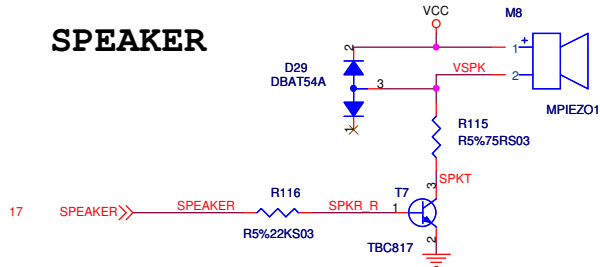 SPEAKER
VCC
M8
D29
DBAT54A
2
3
1
VSPK
+
1
2
MPIEZO1
R115
R5%75RS03
SPKT
17
SPEAKER
SPEAKER
R116
R5%22KS03
SPKR_R
T7
1
3
2
TBC817